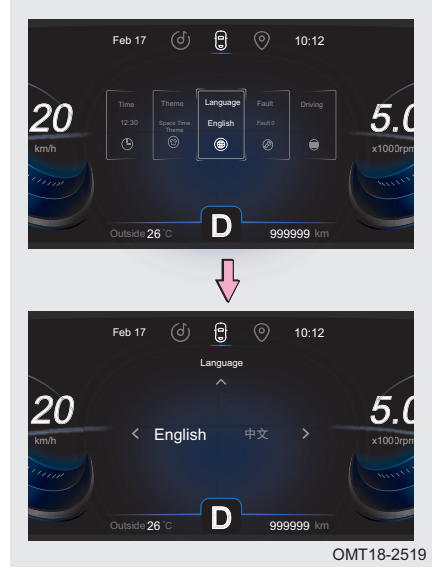 Feb 17 10:12
Time Theme Language Fault Driving
12:30 Space Time Theme English Fault 0
20 km/h
5.0 x1000rpm
D
Outside 26 °C 999999 km
Feb 17 10:12
Language
< English 中文 >
20 km/h
5.0 x1000rpm
D
Outside 26 °C 999999 km
OMT18-2519